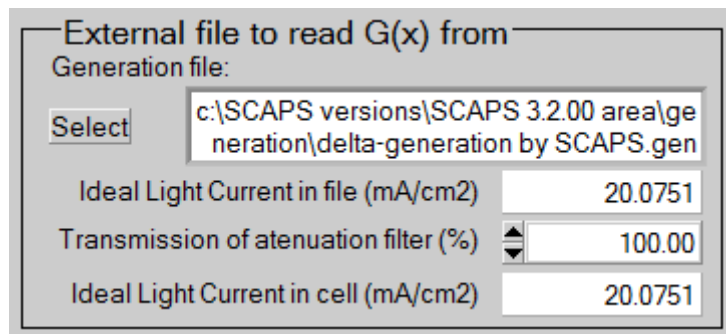 External file to read G(x) from
Generation file:
Select
c:\SCAPS versions\SCAPS 3.2.00 area\ge
neration\delta-generation by SCAPS.gen
Ideal Light Current in file (mA/cm2) 20.0751
Transmission of atenuation filter (%) 100.00
Ideal Light Current in cell (mA/cm2) 20.0751